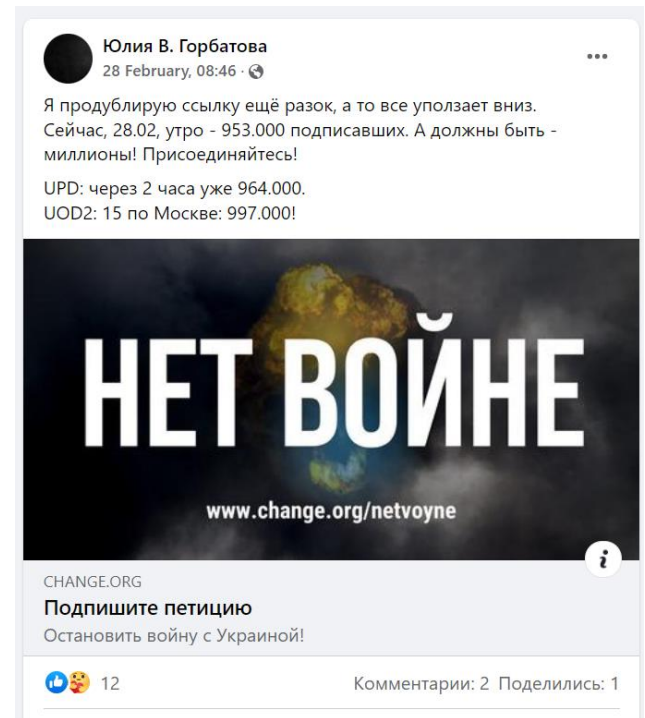 Юлия В. Горбатова
28 February, 08:46 ·
Я продублирую ссылку ещё разок, а то все уползает вниз.
Сейчас, 28.02, утро - 953.000 подписавших. А должны быть -
миллионы! Присоединяйтесь!
UPD: через 2 часа уже 964.000.
UOD2: 15 по Москве: 997.000!
НЕТ ВОЙНЕ
www.change.org/netvoyne
CHANGE.ORG
Подпишите петицию
Остановить войну с Украиной!
12
Комментарии: 2 Поделились: 1